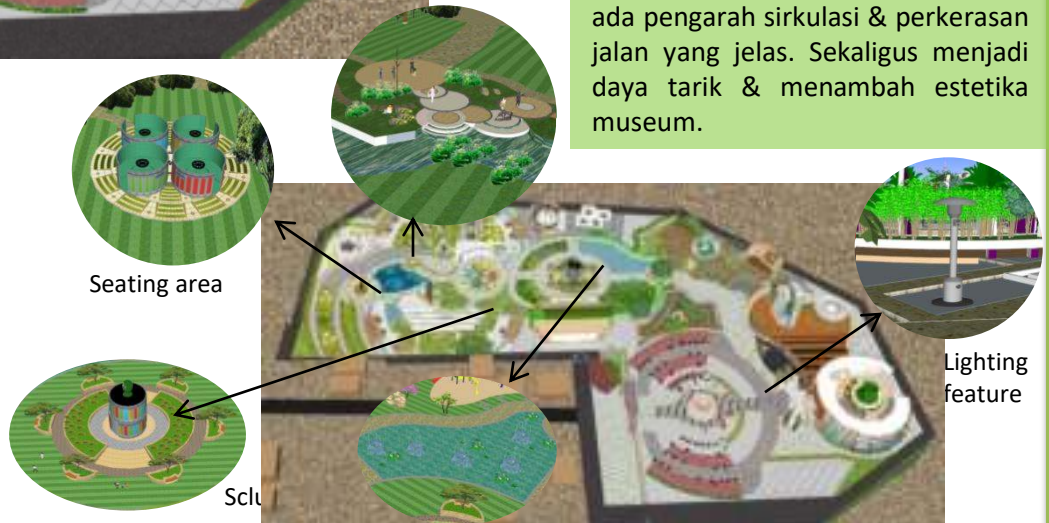 ada pengarah sirkulasi & perkerasan
jalan yang jelas. Sekaligus menjadi
daya tarik & menambah estetika
museum.
Seating area
Lighting
feature